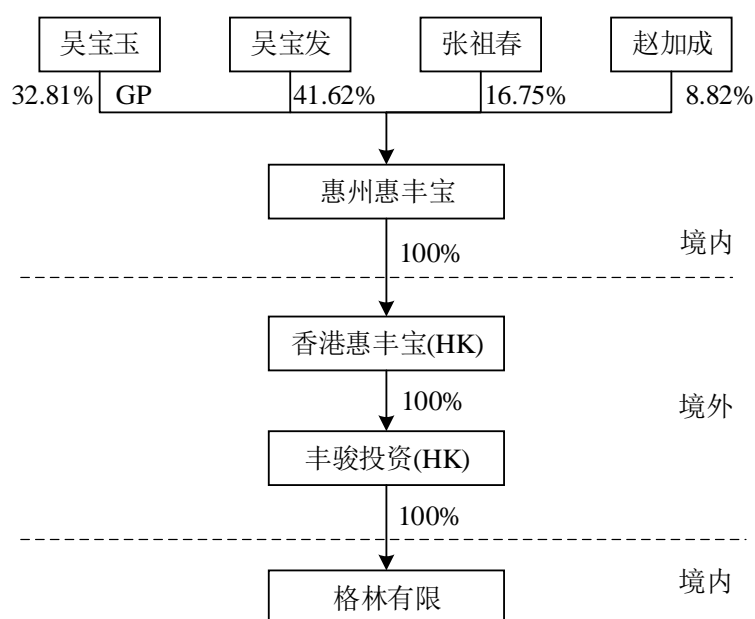 吴宝玉 吴宝发 张祖春 赵加成
32.81% GP 41.62% 16.75% 8.82%
惠州惠丰宝
境内
100%
香港惠丰宝(HK)
100%
境外
丰骏投资(HK)
100%
境内
格林有限